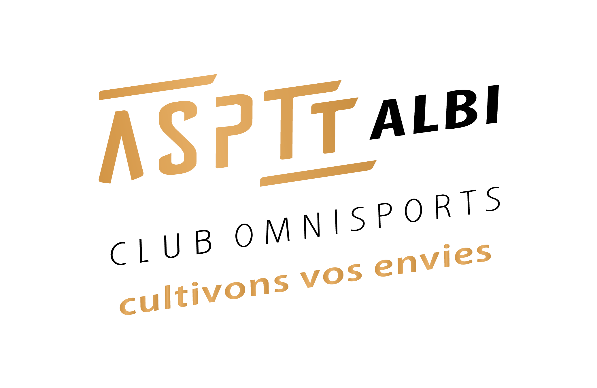 ASPTT ALBI
CLUB OMNISPORTS
cultivons vos envies